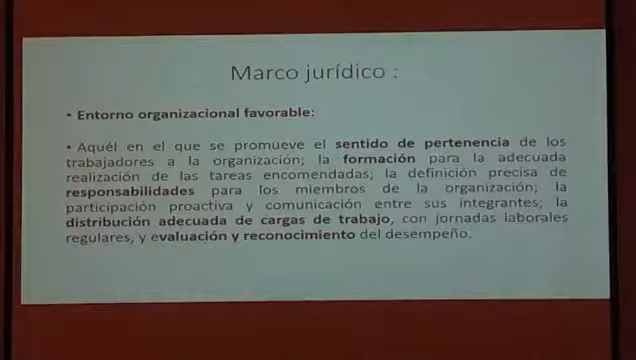 Marco jurídico :
• Entorno organizacional favorable:
• Aquél en el que se promueve el sentido de pertenencia de los
trabajadores a la organización; la formación para la adecuada
realización de las tareas encomendadas; la definición precisa de
responsabilidades para los miembros de la organización; la
participación proactiva y comunicación entre sus integrantes; la
distribución adecuada de cargas de trabajo, con jornadas laborales
regulares, y evaluación y reconocimiento del desempeño.